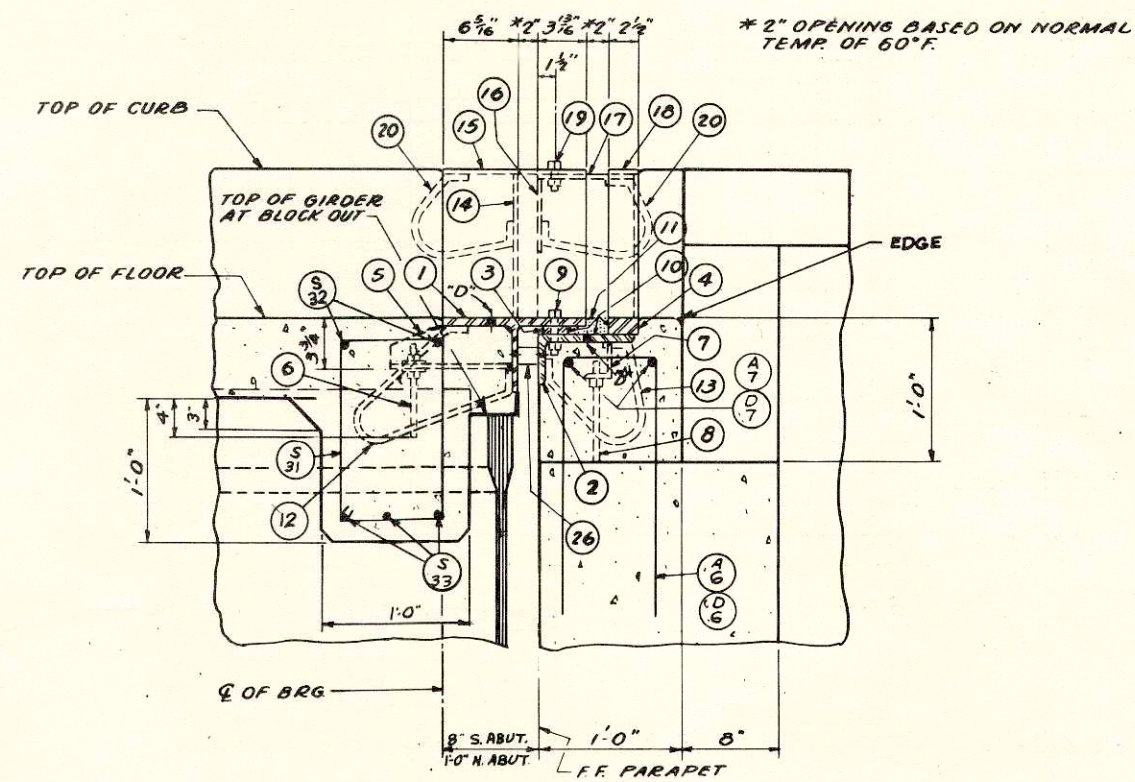 6 5/16" *2" 3 13/16" *2" 2 1/2"
* 2" OPENING BASED ON NORMAL
TEMP. OF 60°F.
1 1/2"
TOP OF CURB
16
15
19
17
18
20
20
TOP OF GIRDER
AT BLOCK OUT
14
11
EDGE
TOP OF FLOOR
S
32
5
1
"D"
3
9
10
4
3 3/4"
6
7
13
A
7
D
7
8
1'-0"
4"
3"
1'-0"
S
31
12
2
26
S
33
A
6
D
6
1'-0"
℄ OF BRG
8" S. ABUT.
1'-0" N. ABUT.
1'-0"
8"
F.F. PARAPET